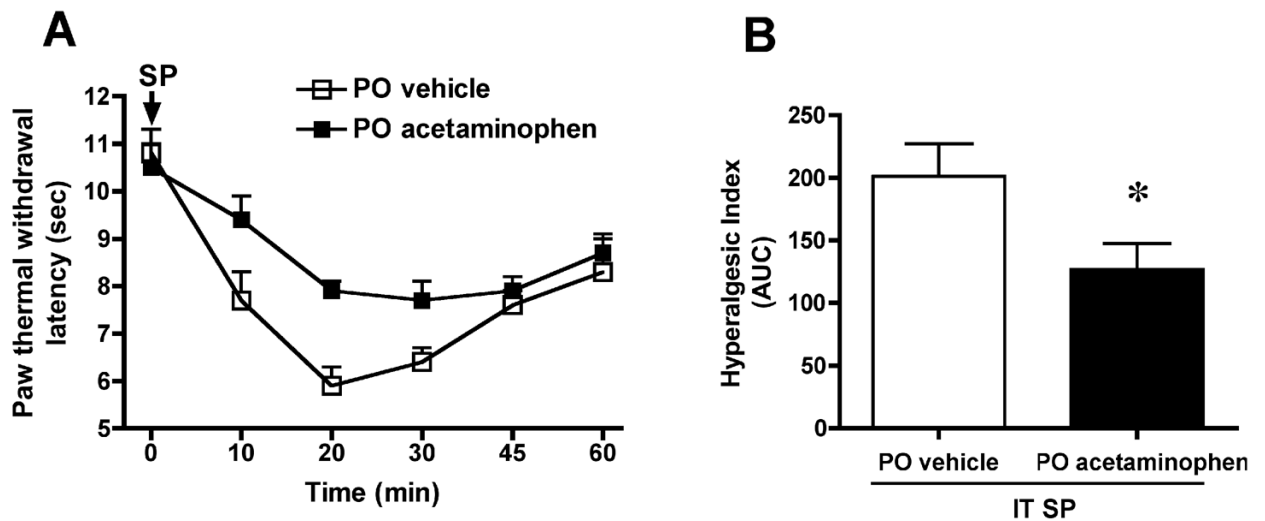 A
SP
PO vehicle
PO acetaminophen
12
11
10
9
8
7
6
5
Paw thermal withdrawal
latency (sec)
0 10 20 30 45 60
Time (min)
B
250
200
150
100
50
0
Hyperalgesic Index
(AUC)
*
PO vehicle PO acetaminophen
IT SP